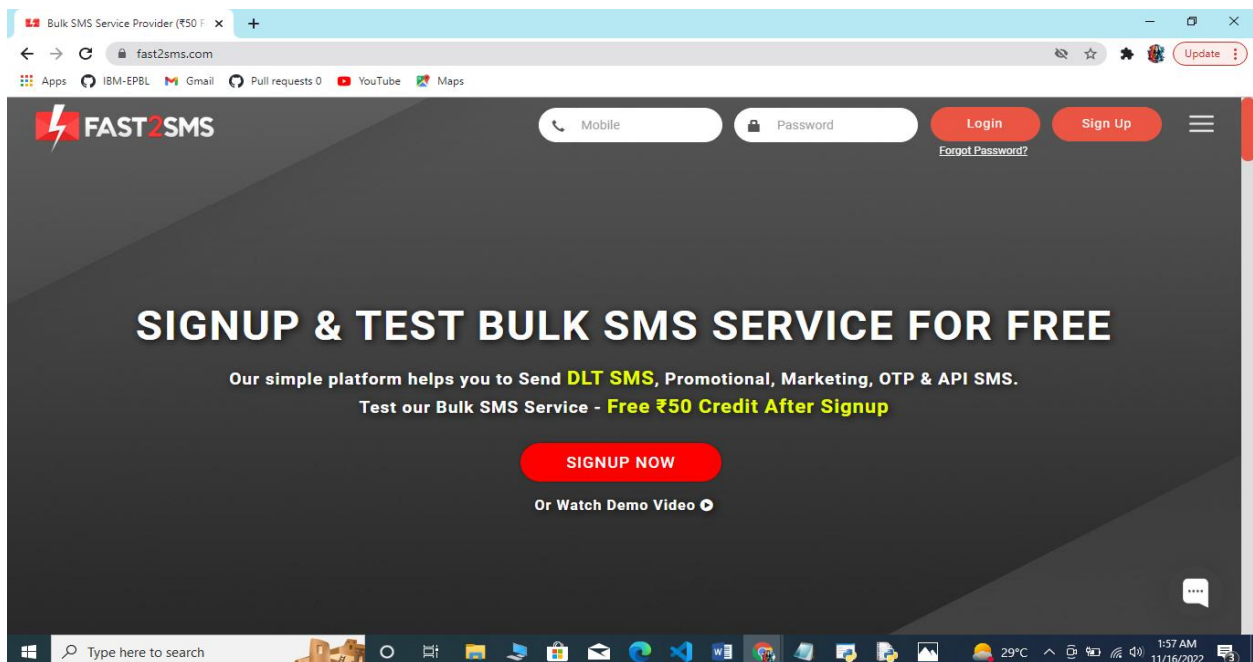 Bulk SMS Service Provider (₹50 F
fast2sms.com
Update
Apps IBM-EPBL Gmail Pull requests 0 YouTube Maps
FAST2SMS
Mobile
Password
Login
Sign Up
Forgot Password?
SIGNUP & TEST BULK SMS SERVICE FOR FREE
Our simple platform helps you to Send DLT SMS, Promotional, Marketing, OTP & API SMS.
Test our Bulk SMS Service - Free ₹50 Credit After Signup
SIGNUP NOW
Or Watch Demo Video
Type here to search
29°C
1:57 AM
11/16/2022
3